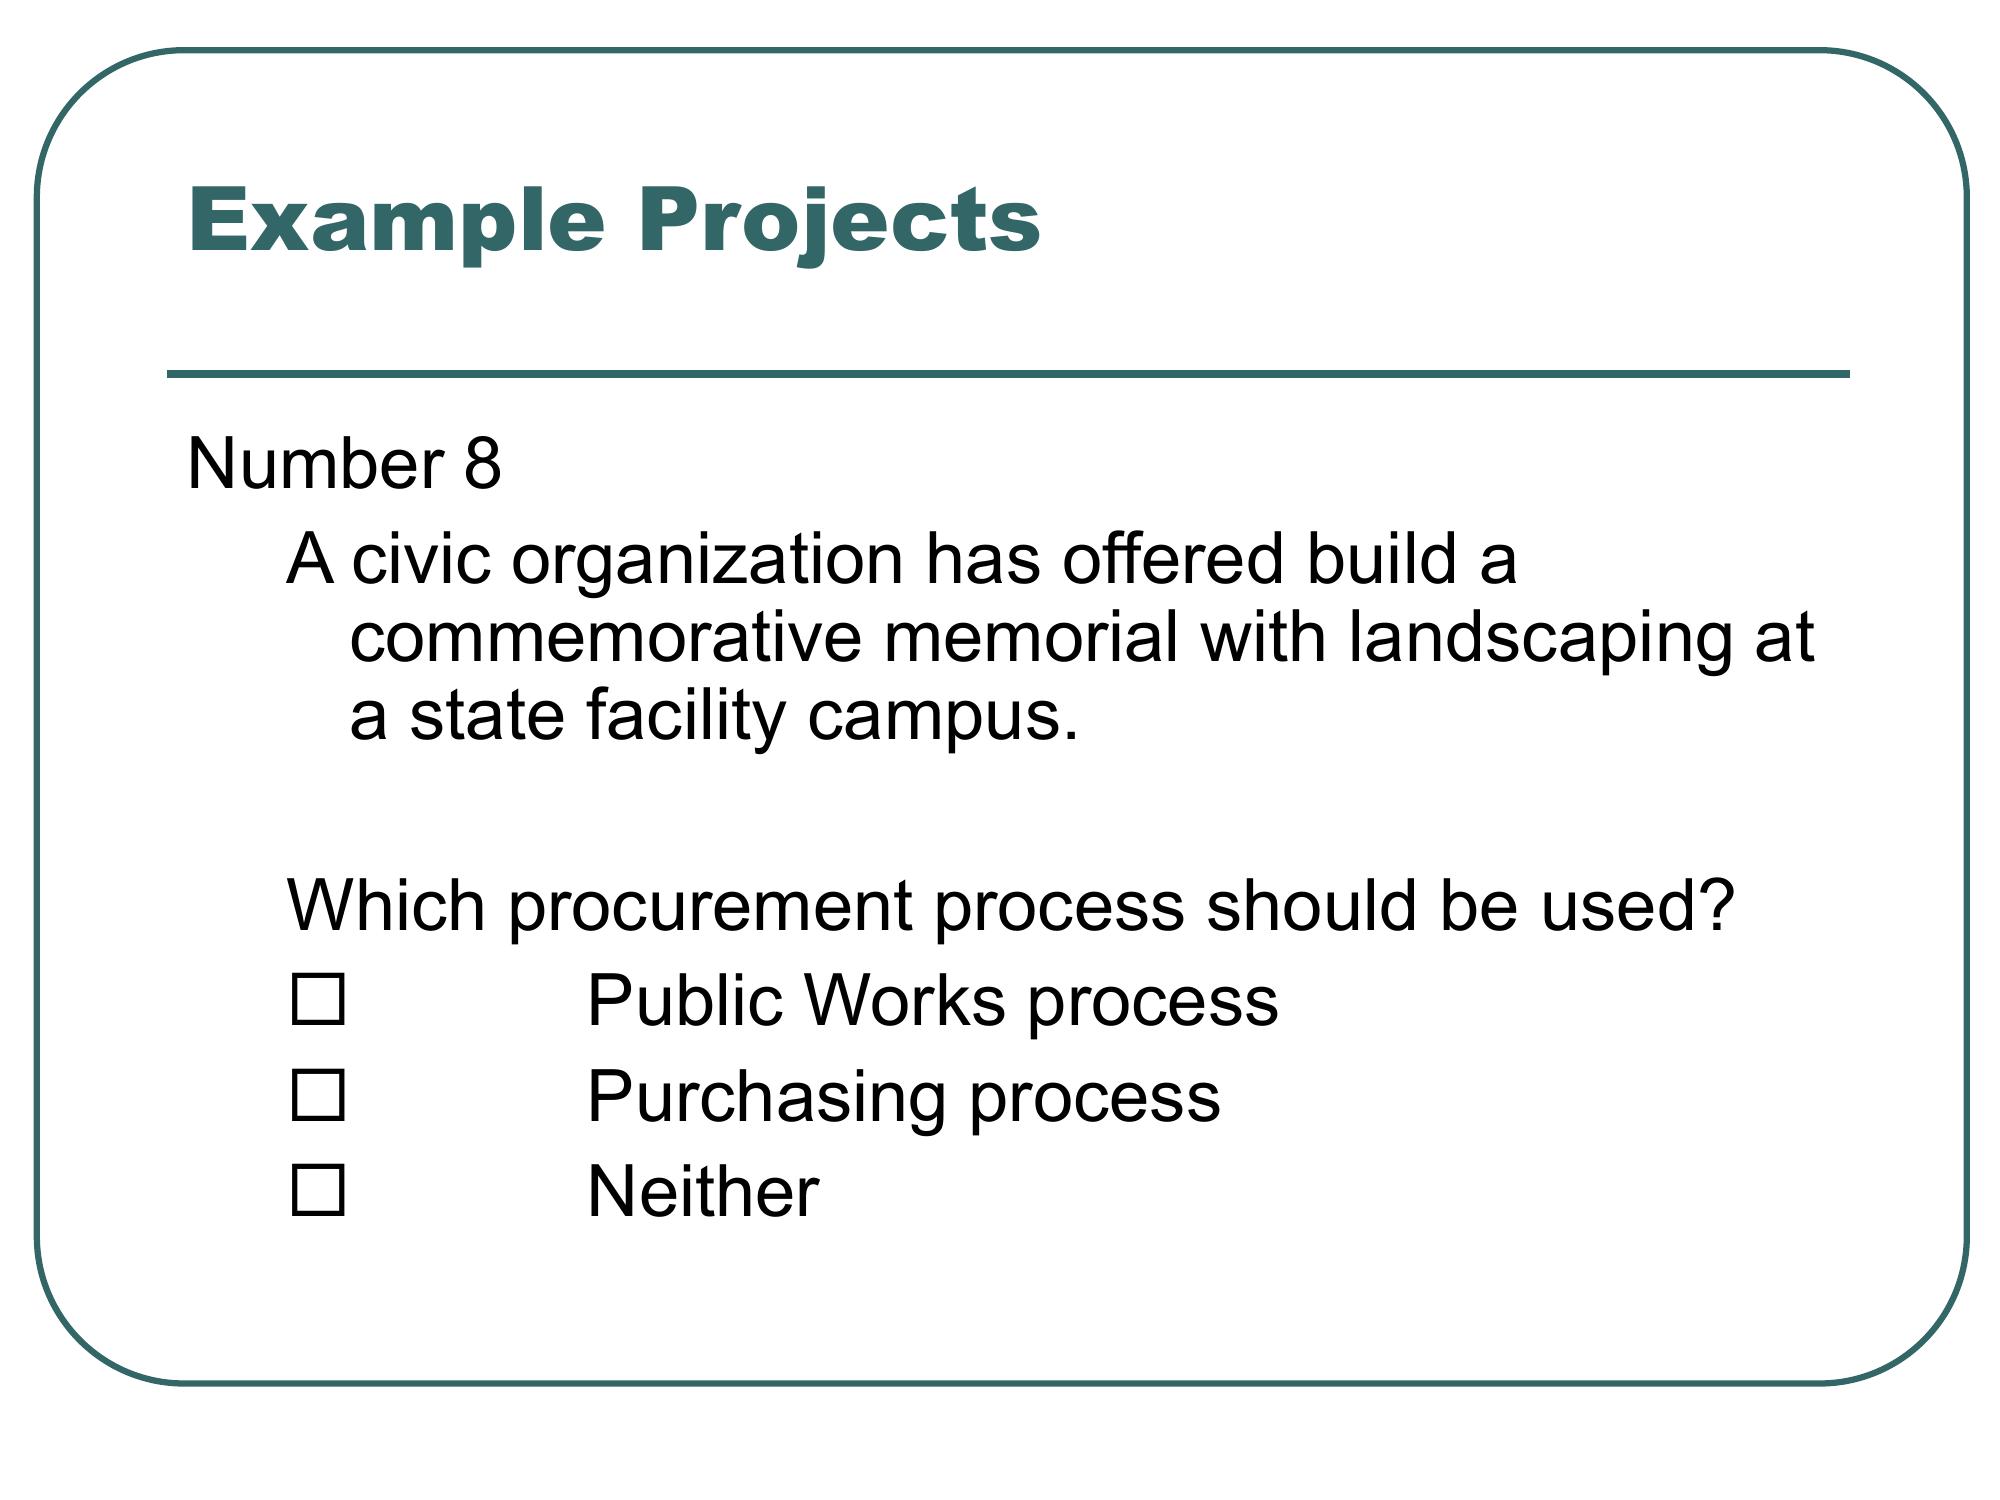 Example Projects
Number 8
A civic organization has offered build a
commemorative memorial with landscaping at
a state facility campus.
Which procurement process should be used?
☐ Public Works process
☐ Purchasing process
☐ Neither